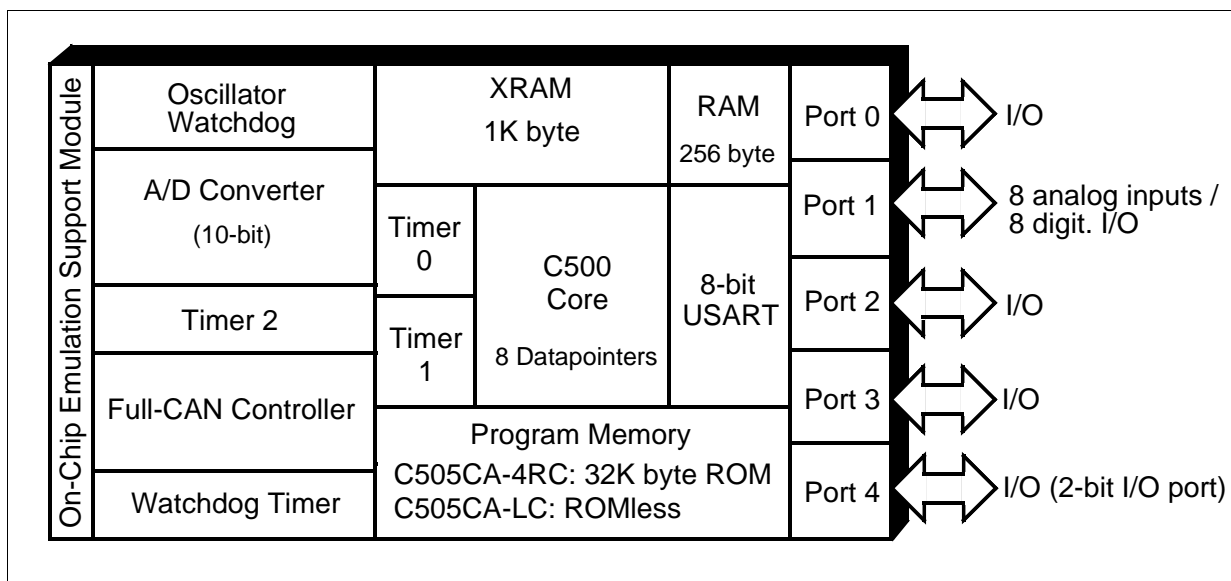 On-Chip Emulation Support Module
Oscillator
Watchdog
A/D Converter
(10-bit)
Timer 2
Full-CAN Controller
Watchdog Timer
XRAM
1K byte
RAM
256 byte
Timer
0
Timer
1
C500
Core
8 Datapointers
8-bit
USART
Program Memory
C505CA-4RC: 32K byte ROM
C505CA-LC: ROMless
Port 0
I/O
Port 1
8 analog inputs /
8 digit. I/O
Port 2
I/O
Port 3
I/O
Port 4
I/O (2-bit I/O port)